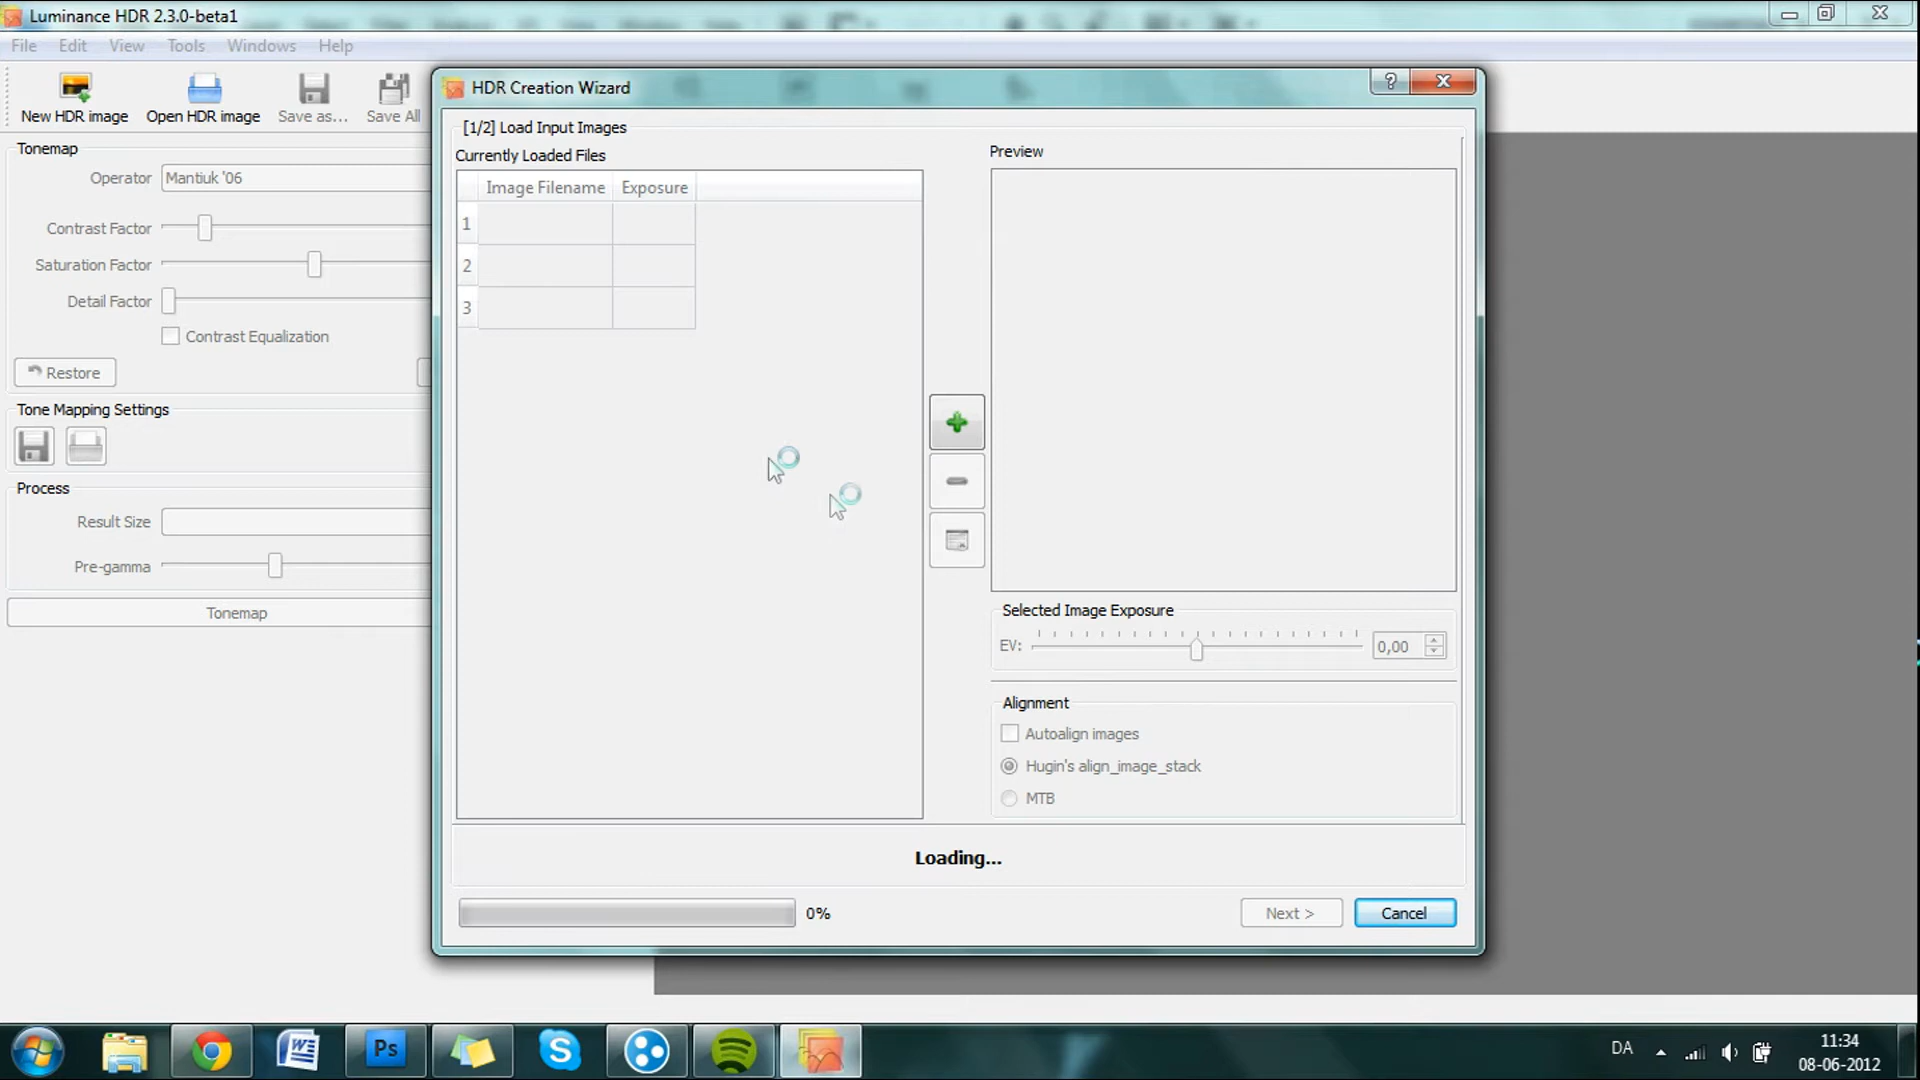 Luminance HDR 2.3.0-beta1
File Edit View Tools Windows Help
New HDR image Open HDR image Save as... Save All
HDR Creation Wizard
?
[1/2] Load Input Images
Currently Loaded Files
Preview
Image Filename Exposure
1
2
3
Tonemap
Operator Mantiuk '06
Contrast Factor
Saturation Factor
Detail Factor
Contrast Equalization
Restore
Tone Mapping Settings
Process
Result Size
Pre-gamma
Tonemap
Selected Image Exposure
EV: 0,00
Alignment
Autoalign images
Hugin's align_image_stack
MTB
Loading...
0%
Next > Cancel
W Ps S
DA
11:34
08-06-2012